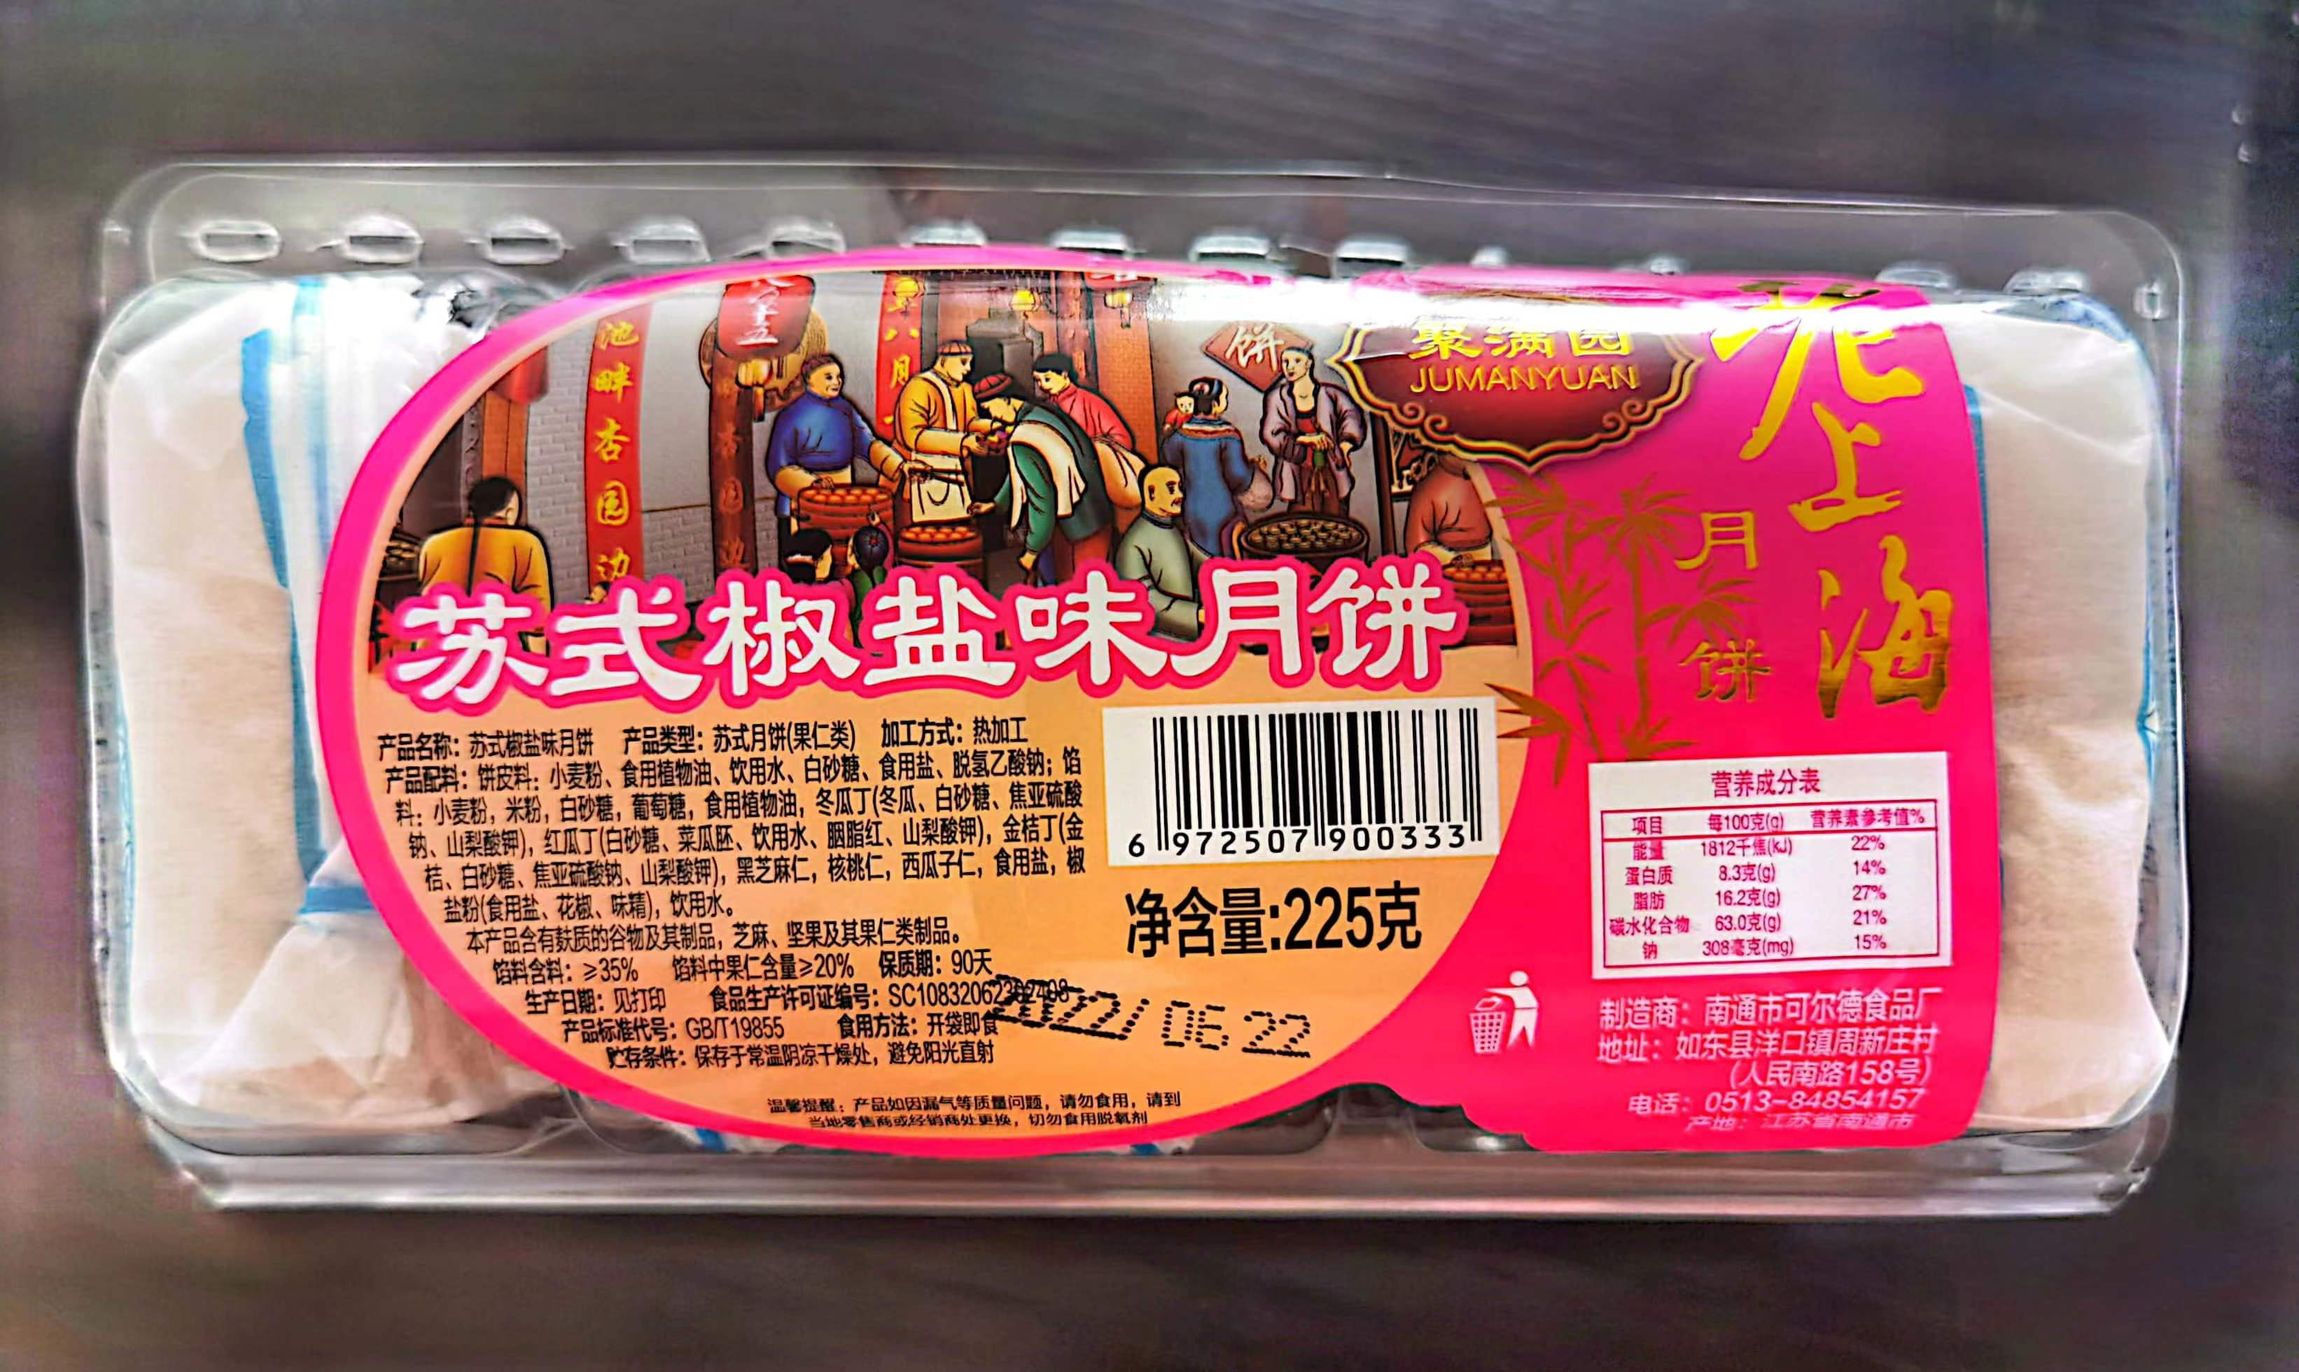 池畔杏园边
饼
聚满园
JUMANYUAN
老上海
月饼
苏式椒盐味月饼
产品名称：苏式椒盐味月饼 产品类型：苏式月饼(果仁类) 加工方式：热加工
产品配料：饼皮料：小麦粉、食用植物油、饮用水、白砂糖、食用盐、脱氢乙酸钠；馅
料：小麦粉，米粉，白砂糖，葡萄糖，食用植物油，冬瓜丁(冬瓜、白砂糖、焦亚硫酸
钠、山梨酸钾)，红瓜丁(白砂糖、菜瓜胚、饮用水、胭脂红、山梨酸钾)，金桔丁(金
桔、白砂糖、焦亚硫酸钠、山梨酸钾)，黑芝麻仁，核桃仁，西瓜子仁，食用盐，椒
盐粉(食用盐、花椒、味精)，饮用水。
本产品含有麸质的谷物及其制品，芝麻、坚果及其果仁类制品。
馅料含料：≥35% 馅料中果仁含量≥20% 保质期：90天
生产日期：见打印 食品生产许可证编号：SC10832062302408
产品标准代号：GB/T19855 食用方法：开袋即食
贮存条件：保存于常温阴凉干燥处，避免阳光直射
2022/06 22
温馨提醒：产品如因漏气等质量问题，请勿食用，请到
当地零售商或经销商处更换，切勿食用脱氧剂
6 972507 900333
净含量:225克
营养成分表
项目 每100克(g) 营养素参考值%
能量 1812千焦(kJ) 22%
蛋白质 8.3克(g) 14%
脂肪 16.2克(g) 27%
碳水化合物 63.0克(g) 21%
钠 308毫克(mg) 15%
制造商：南通市可尔德食品厂
地址：如东县洋口镇周新庄村
(人民南路158号)
电话：0513-84854157
产地：江苏省南通市